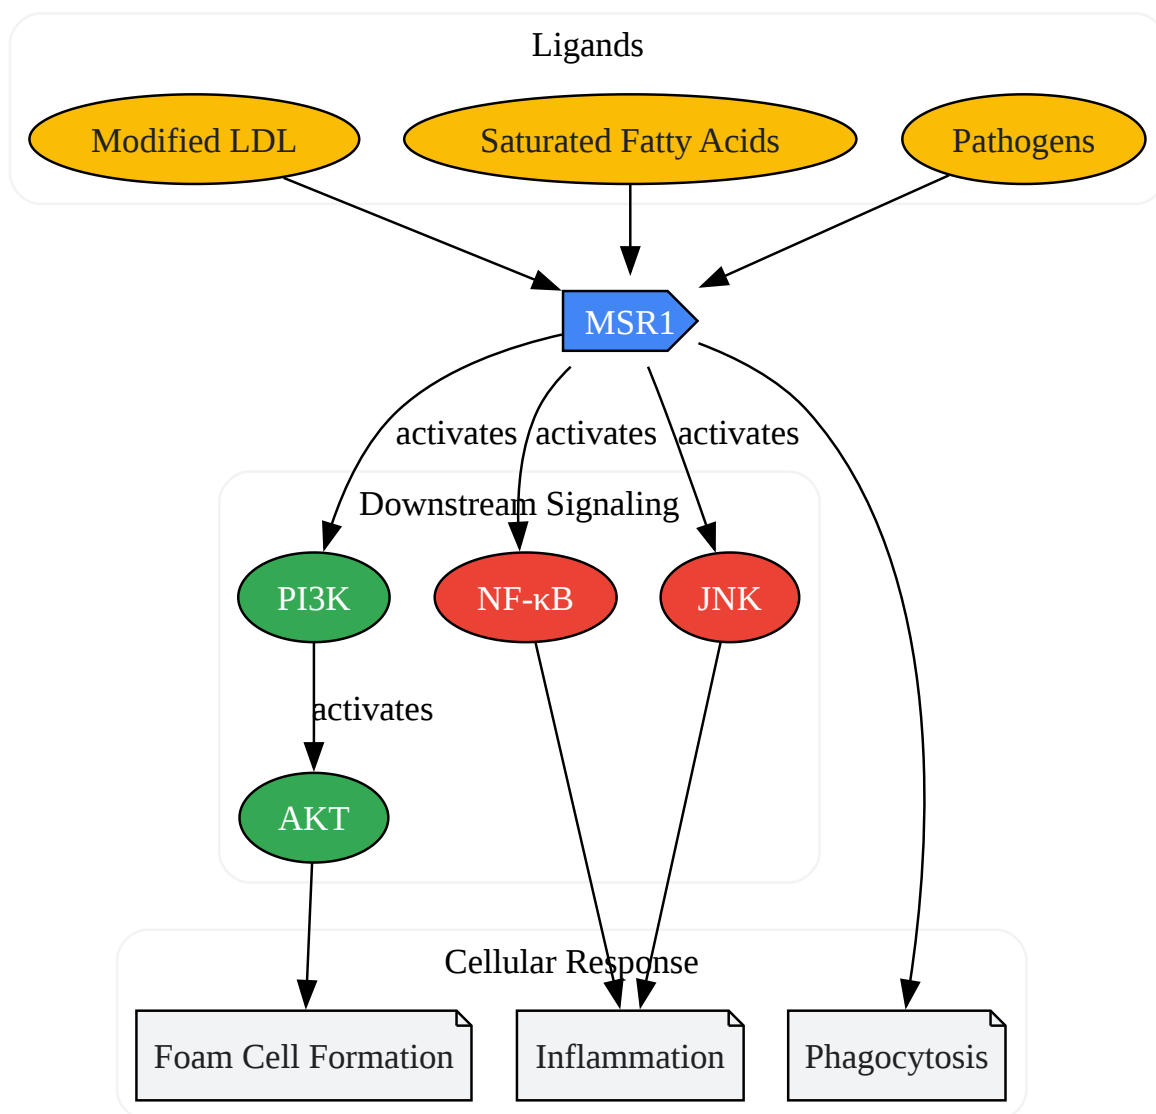 Ligands
Modified LDL
Saturated Fatty Acids
Pathogens
MSR1
activates
activates
activates
Downstream Signaling
PI3K
NF-κB
JNK
activates
AKT
Cellular Response
Foam Cell Formation
Inflammation
Phagocytosis